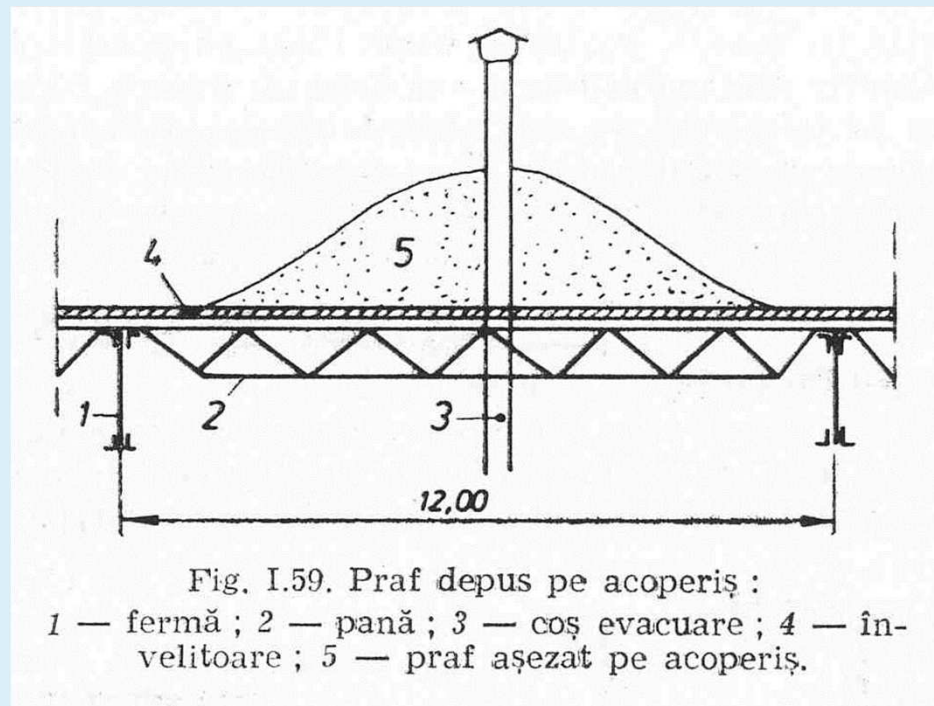 4
5
1
2
3
12,00
Fig. I.59. Praf depus pe acoperiș :
1 — fermă ; 2 — pană ; 3 — coș evacuare ; 4 — în-
velitoare ; 5 — praf așezat pe acoperiș.